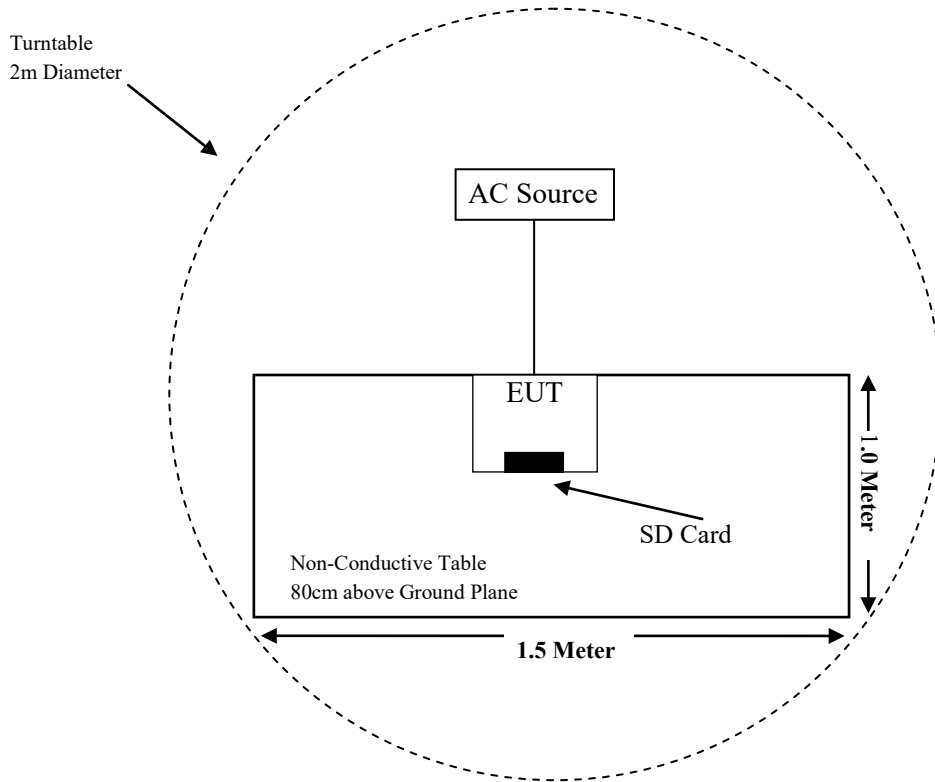 Turntable
2m Diameter
AC Source
EUT
1.0 Meter
SD Card
Non-Conductive Table
80cm above Ground Plane
1.5 Meter